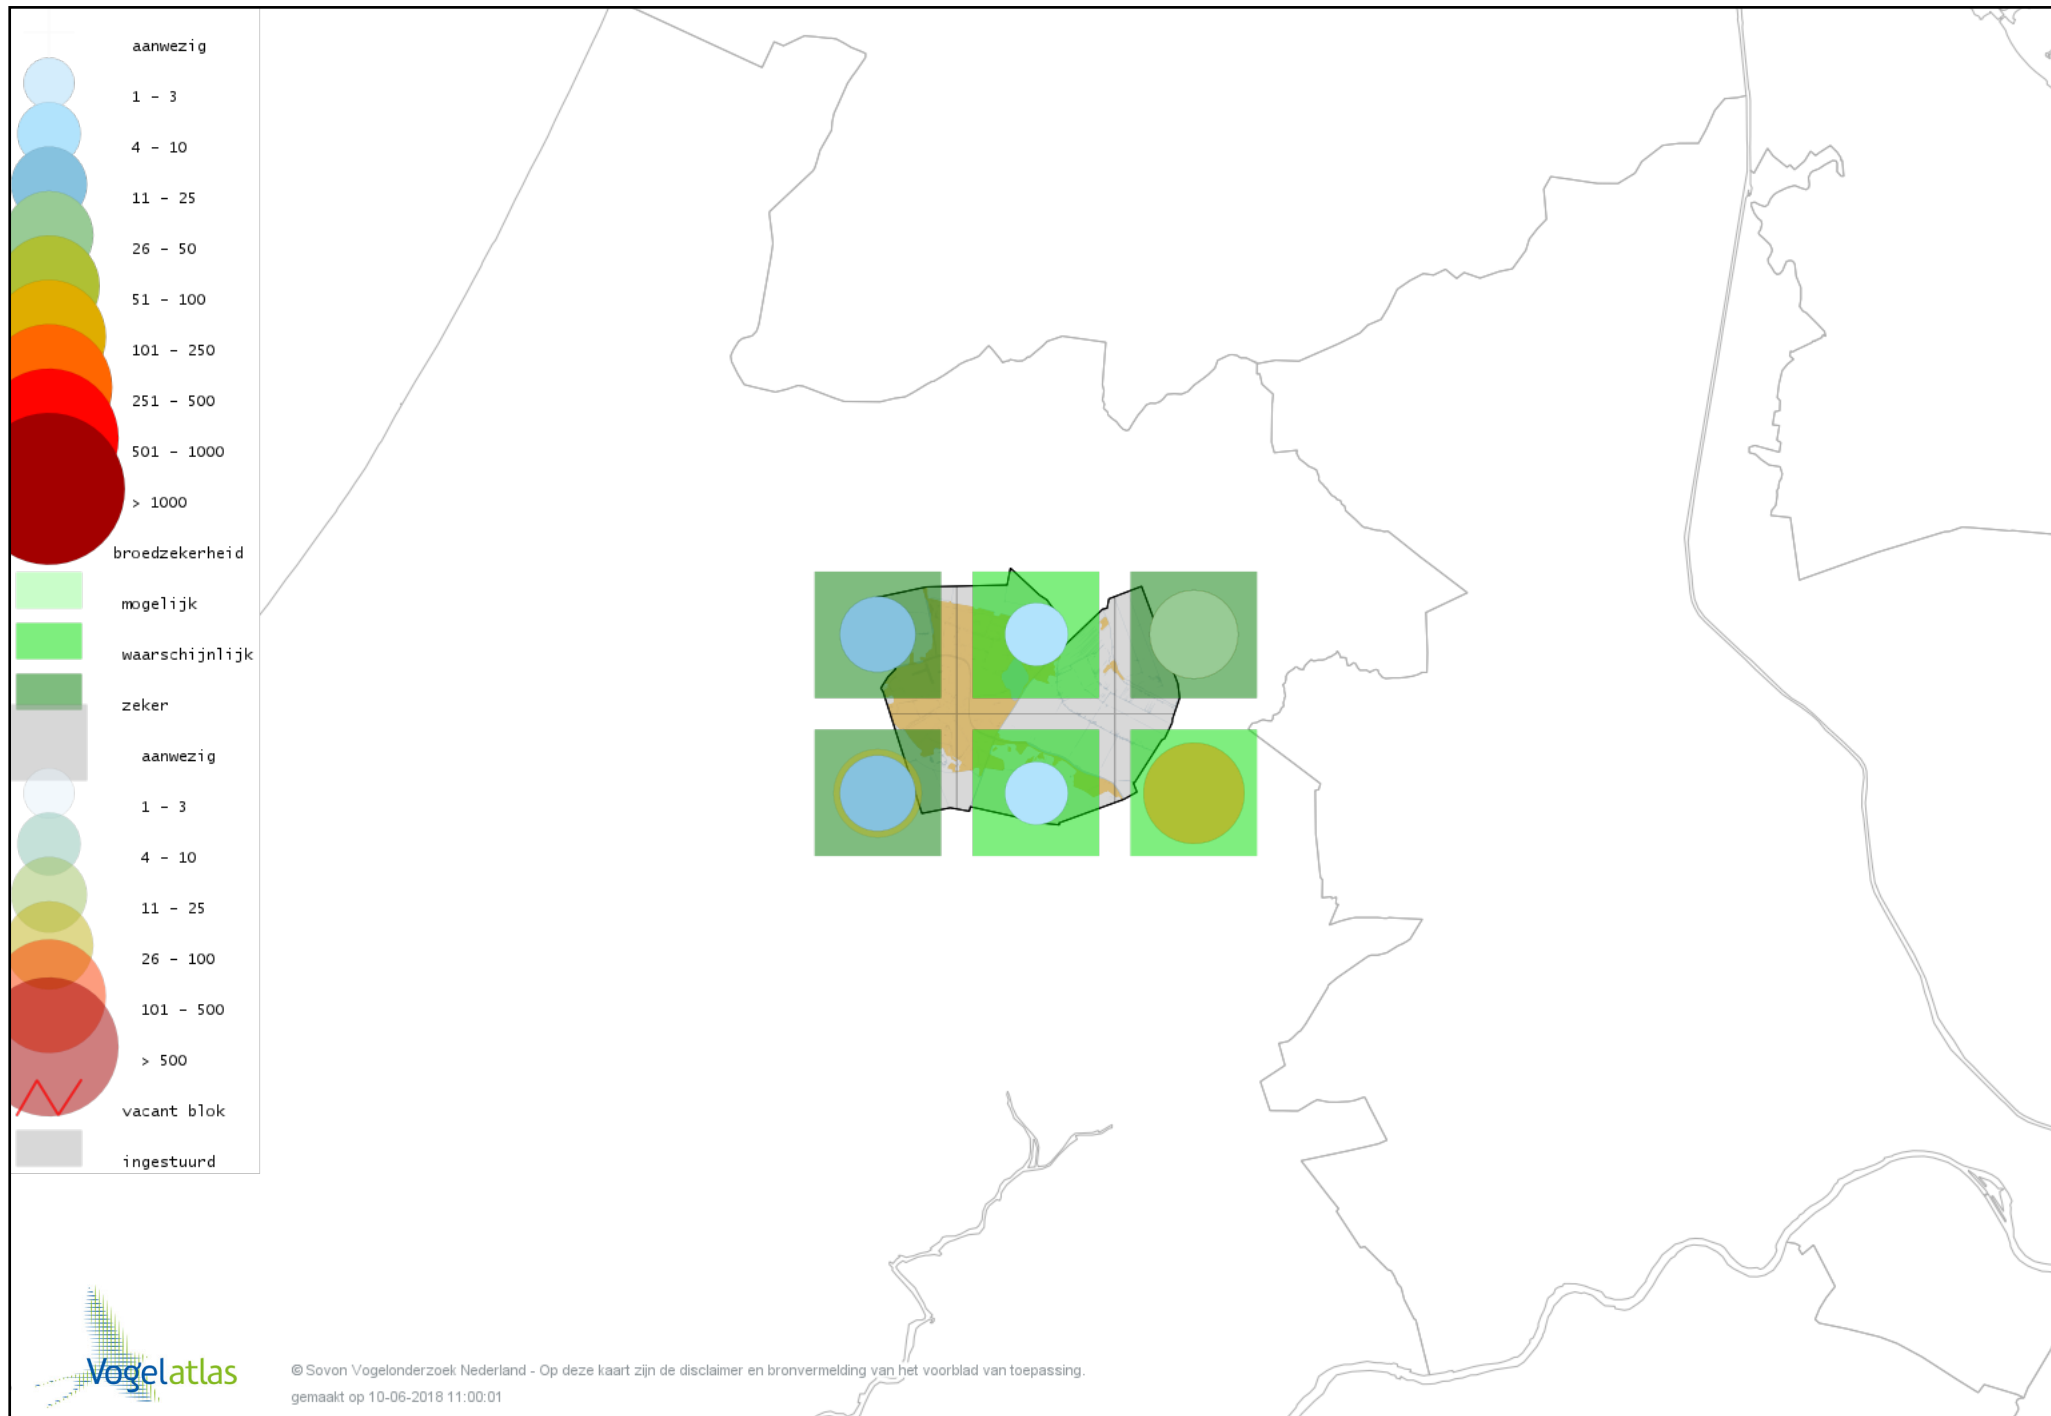 aanwezig
1 - 3
4 - 10
11 - 25
26 - 50
51 - 100
101 - 250
251 - 500
501 - 1000
> 1000
broedzekerheid
mogelijk
waarschijnlijk
zeker
aanwezig
1 - 3
4 - 10
11 - 25
26 - 100
101 - 500
> 500
vacant blok
ingestuurd
Vogelatlas
© Sovon Vogelonderzoek Nederland - Op deze kaart zijn de disclaimer en bronvermelding van het voorblad van toepassing.
gemaakt op 10-06-2018 11:00:01